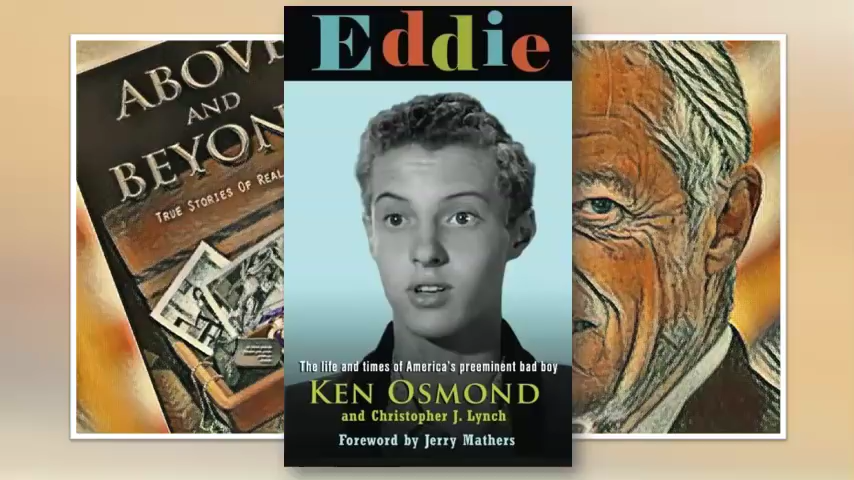 ABOVE
AND
BEYON
TRUE STORIES OF REAL
Eddie
The life and times of America's preeminent bad boy
KEN OSMOND
and Christopher J. Lynch
Foreword by Jerry Mathers